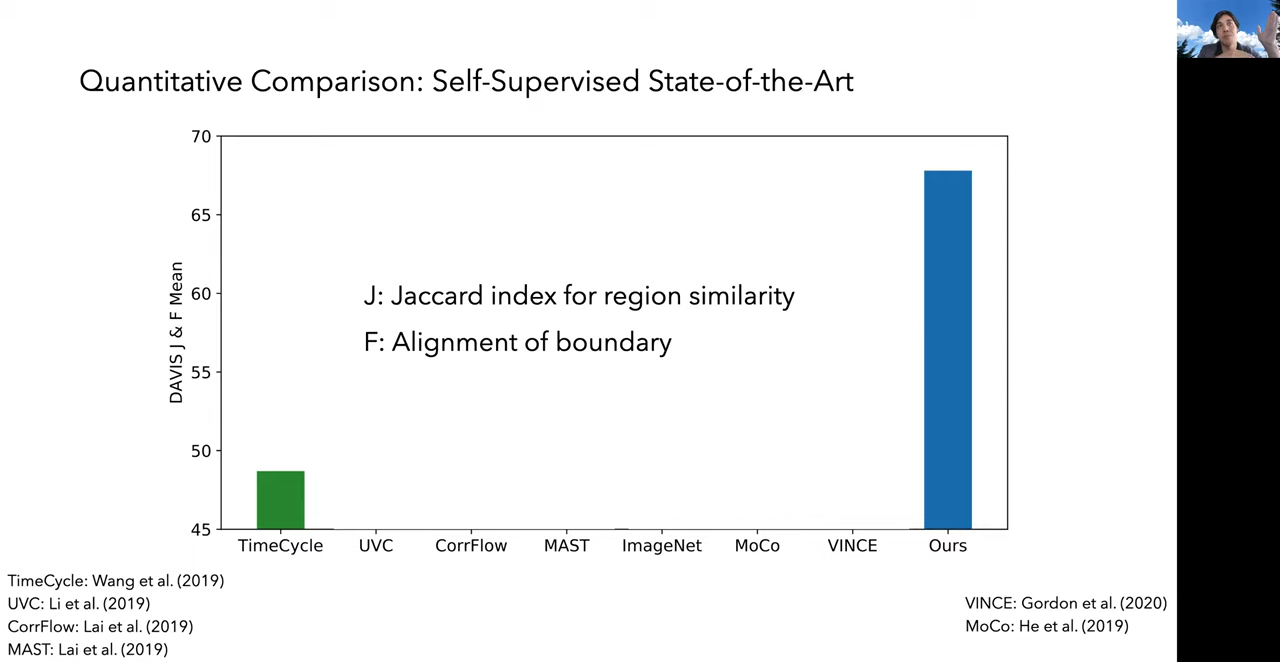 Quantitative Comparison: Self-Supervised State-of-the-Art
70
65
60
55
50
45
DAVIS J & F Mean
J: Jaccard index for region similarity
F: Alignment of boundary
TimeCycle UVC CorrFlow MAST ImageNet MoCo VINCE Ours
TimeCycle: Wang et al. (2019)
UVC: Li et al. (2019)
CorrFlow: Lai et al. (2019)
MAST: Lai et al. (2019)
VINCE: Gordon et al. (2020)
MoCo: He et al. (2019)